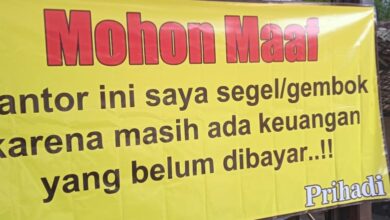 Mohon Maaf
antor ini saya segel/gembok
karena masih ada keuangan
yang belum dibayar..!!
Prihadi